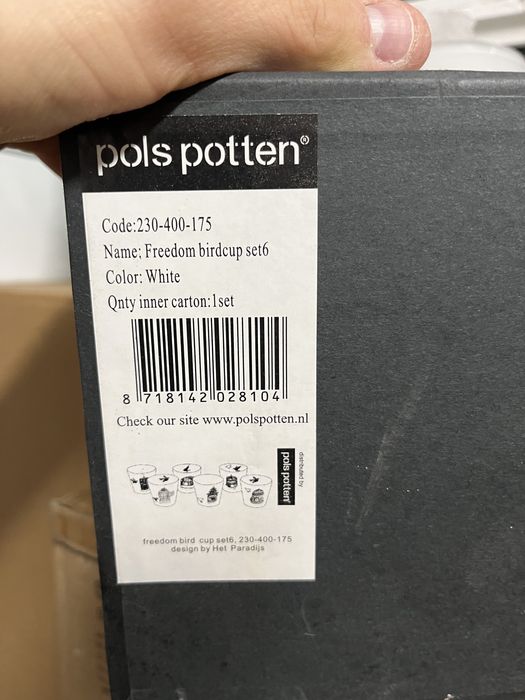 pols potten®
Code:230-400-175
Name; Freedom birdcup set6
Color: White
Qnty inner carton:1set
8 718142 028104
Check our site www.polspotten.nl
distributed by
pols potten®
freedom bird cup set6, 230-400-175
design by Het Paradijs